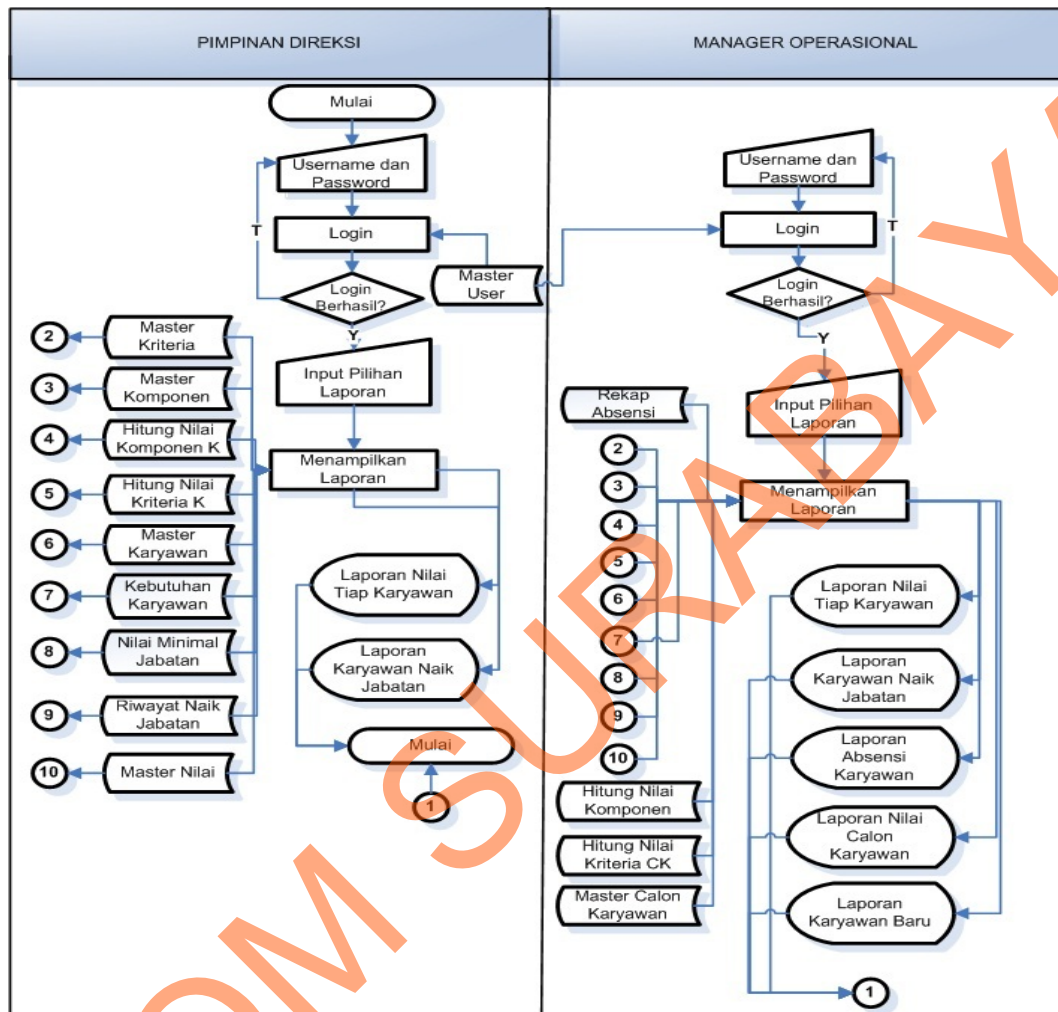 PIMPINAN DIREKSI
MANAGER OPERASIONAL
Mulai
Username dan
Password
Login
T
Login
Berhasil?
Y
Master
User
Input Pilihan
Laporan
Menampilkan
Laporan
2
Master
Kriteria
3
Master
Komponen
4
Hitung Nilai
Komponen K
5
Hitung Nilai
Kriteria K
6
Master
Karyawan
7
Kebutuhan
Karyawan
8
Nilai Minimal
Jabatan
9
Riwayat Naik
Jabatan
10
Master Nilai
Laporan Nilai
Tiap Karyawan
Laporan
Karyawan Naik
Jabatan
Mulai
1
Username dan
Password
Login
T
Login
Berhasil?
Y
Input Pilihan
Laporan
Menampilkan
Laporan
Rekap
Absensi
2
3
4
5
6
7
8
9
10
Hitung Nilai
Komponen
Hitung Nilai
Kriteria CK
Master Calon
Karyawan
Laporan Nilai
Tiap Karyawan
Laporan
Karyawan Naik
Jabatan
Laporan
Absensi
Karyawan
Laporan Nilai
Calon
Karyawan
Laporan
Karyawan Baru
1
OM SURABAYA